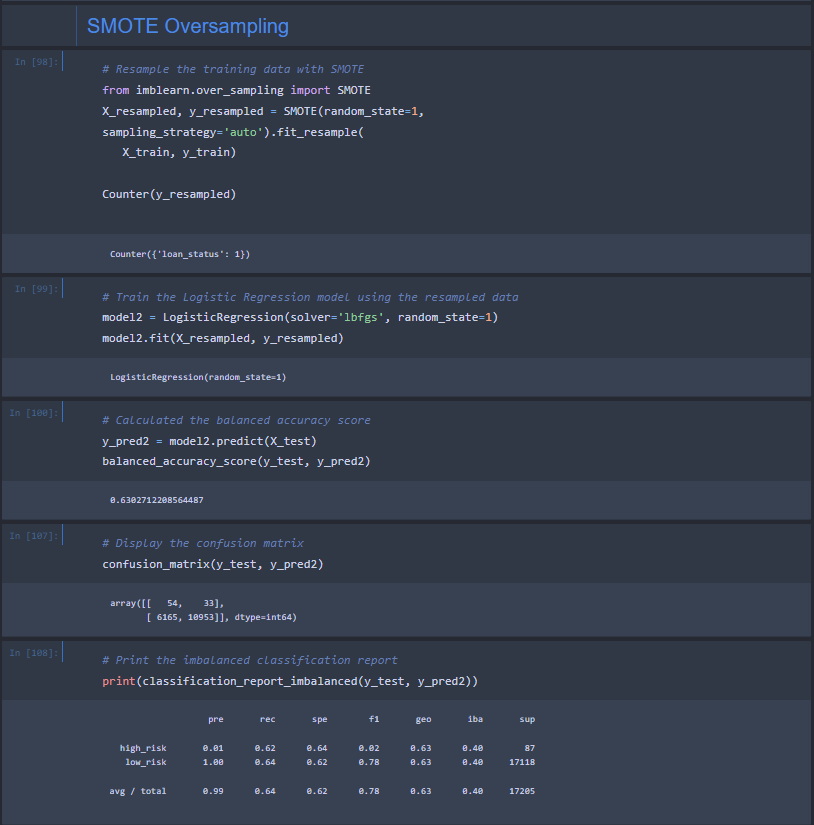 SMOTE Oversampling
In [98]:
# Resample the training data with SMOTE
from imblearn.over_sampling import SMOTE
X_resampled, y_resampled = SMOTE(random_state=1,
sampling_strategy='auto').fit_resample(
X_train, y_train)
Counter(y_resampled)
Counter({'loan_status': 1})
In [99]:
# Train the Logistic Regression model using the resampled data
model2 = LogisticRegression(solver='lbfgs', random_state=1)
model2.fit(X_resampled, y_resampled)
LogisticRegression(random_state=1)
In [100]:
# Calculated the balanced accuracy score
y_pred2 = model2.predict(X_test)
balanced_accuracy_score(y_test, y_pred2)
0.6302712208564487
In [107]:
# Display the confusion matrix
confusion_matrix(y_test, y_pred2)
array([[   54,    33],
[ 6165, 10953]], dtype=int64)
In [108]:
# Print the imbalanced classification report
print(classification_report_imbalanced(y_test, y_pred2))
pre rec spe f1 geo iba sup
high_risk 0.01 0.62 0.64 0.02 0.63 0.40 87
low_risk 1.00 0.64 0.62 0.78 0.63 0.40 17118
avg / total 0.99 0.64 0.62 0.78 0.63 0.40 17205